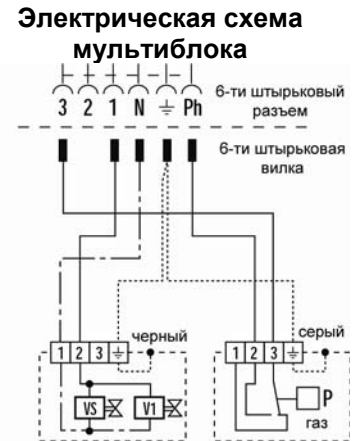 Электрическая схема
мультиблока
3 2 1 N ⏚ Ph
6-ти штырьковый
разъем
6-ти штырьковая
вилка
черный
серый
1 2 3 ⏚
1 2 3 ⏚
VS V1
P
газ